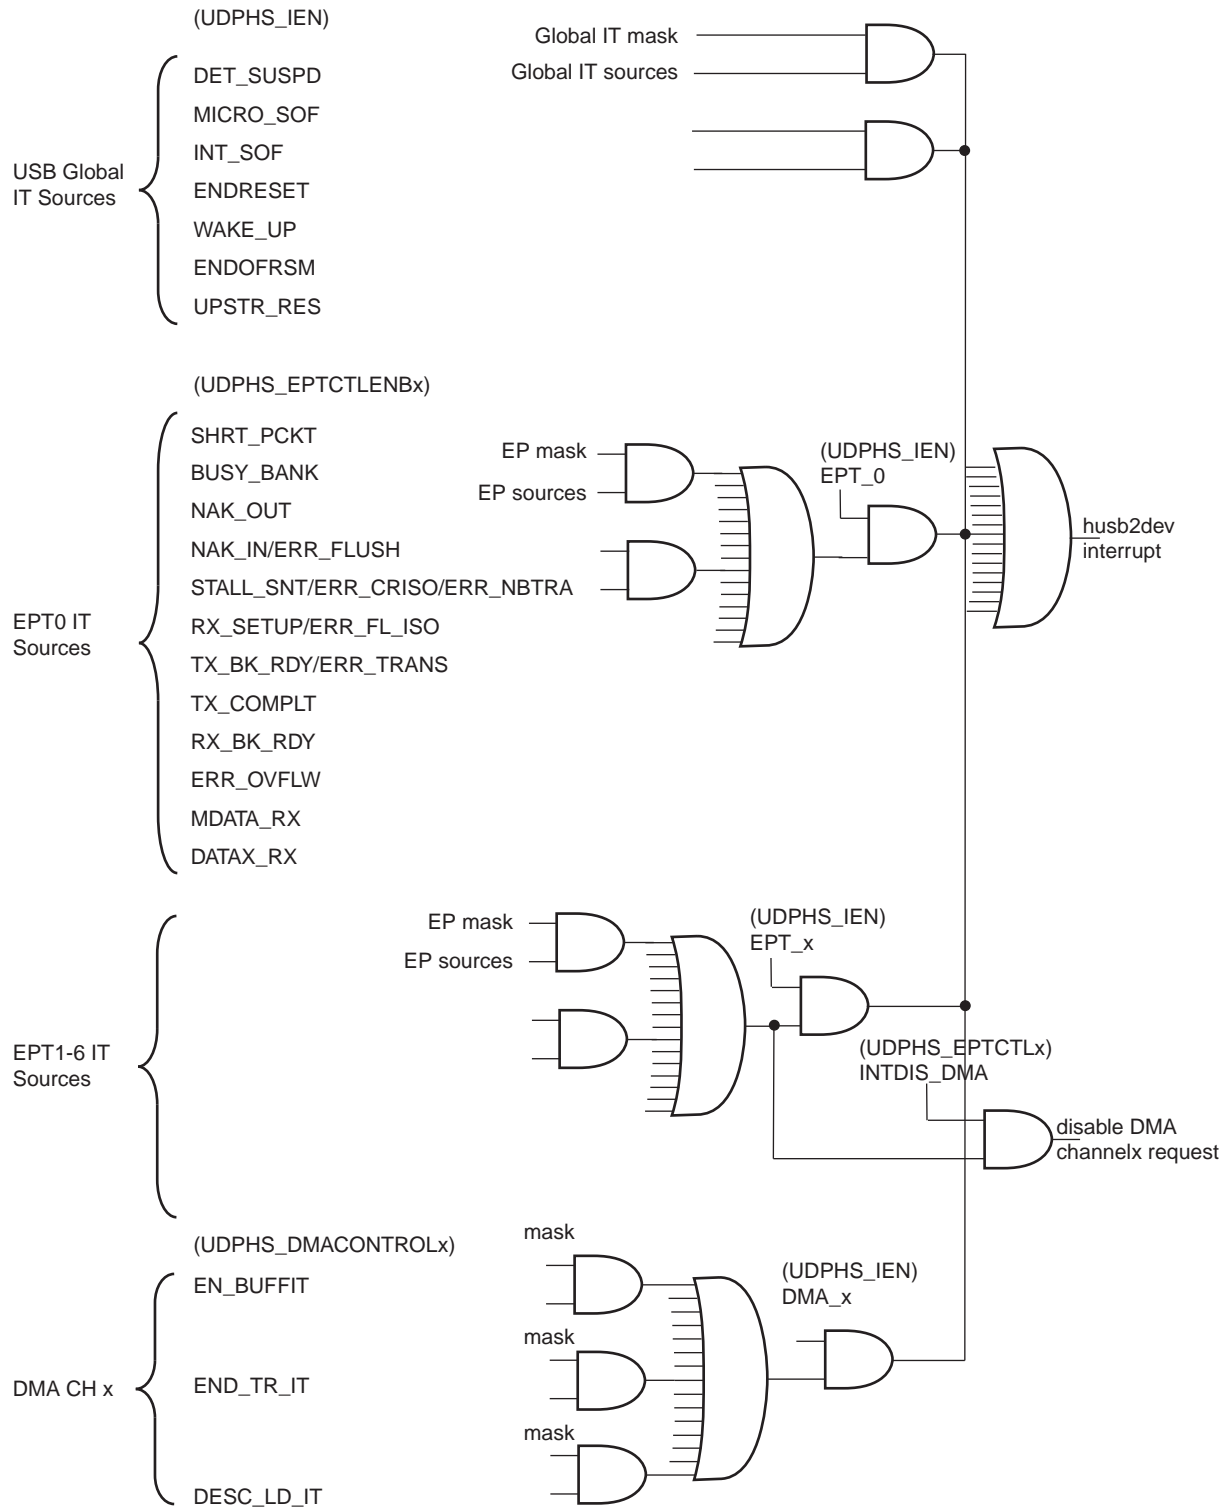 (UDPHS_IEN)
Global IT mask
Global IT sources
DET_SUSPD
MICRO_SOF
INT_SOF
USB Global
IT Sources
ENDRESET
WAKE_UP
ENDOFRSM
UPSTR_RES
(UDPHS_EPTCTLENBx)
SHRT_PCKT
BUSY_BANK
NAK_OUT
NAK_IN/ERR_FLUSH
STALL_SNT/ERR_CRISO/ERR_NBTRA
EPT0 IT
Sources
RX_SETUP/ERR_FL_ISO
TX_BK_RDY/ERR_TRANS
TX_COMPLT
RX_BK_RDY
ERR_OVFLW
MDATA_RX
DATAX_RX
EP mask
EP sources
(UDPHS_IEN)
EPT_0
husb2dev
interrupt
EP mask
EP sources
(UDPHS_IEN)
EPT_x
EPT1-6 IT
Sources
(UDPHS_EPTCTLx)
INTDIS_DMA
disable DMA
channelx request
(UDPHS_DMACONTROLx)
mask
EN_BUFFIT
(UDPHS_IEN)
DMA_x
mask
DMA CH x
END_TR_IT
mask
DESC_LD_IT